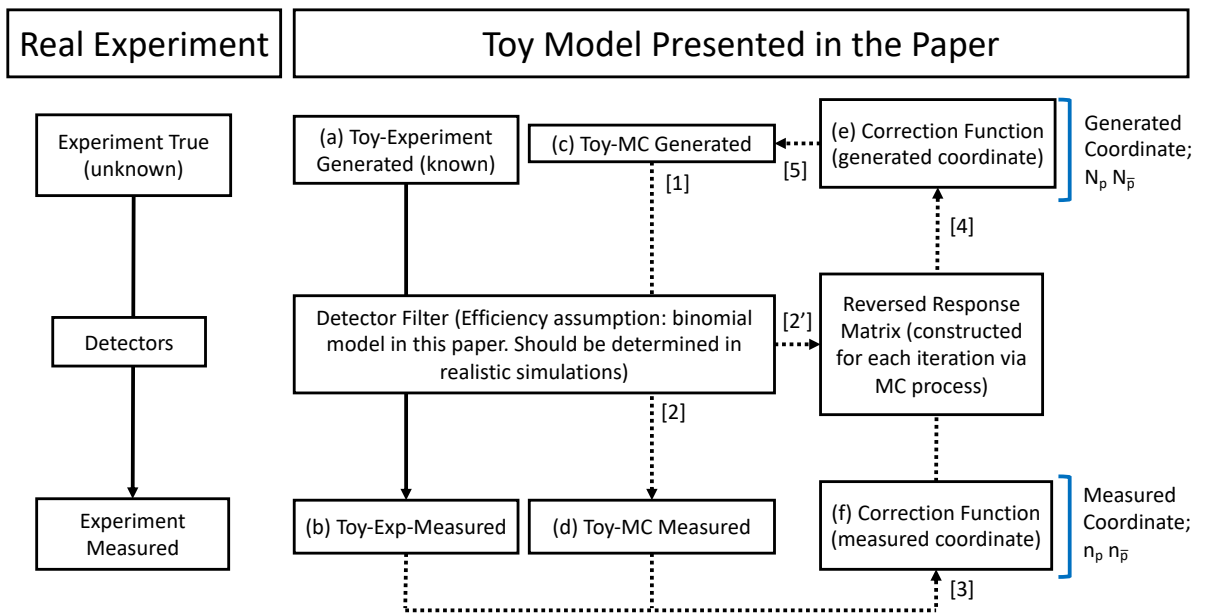 Real Experiment
Toy Model Presented in the Paper
Experiment True
(unknown)
Detectors
Experiment
Measured
(a) Toy-Experiment
Generated (known)
(c) Toy-MC Generated
[1]
[5]
(e) Correction Function
(generated coordinate)
Generated
Coordinate;
Nₚ Nₚ̅
[4]
Detector Filter (Efficiency assumption: binomial
model in this paper. Should be determined in
realistic simulations)
[2']
Reversed Response
Matrix (constructed
for each iteration via
MC process)
[2]
(b) Toy-Exp-Measured
(d) Toy-MC Measured
(f) Correction Function
(measured coordinate)
Measured
Coordinate;
nₚ nₚ̅
[3]